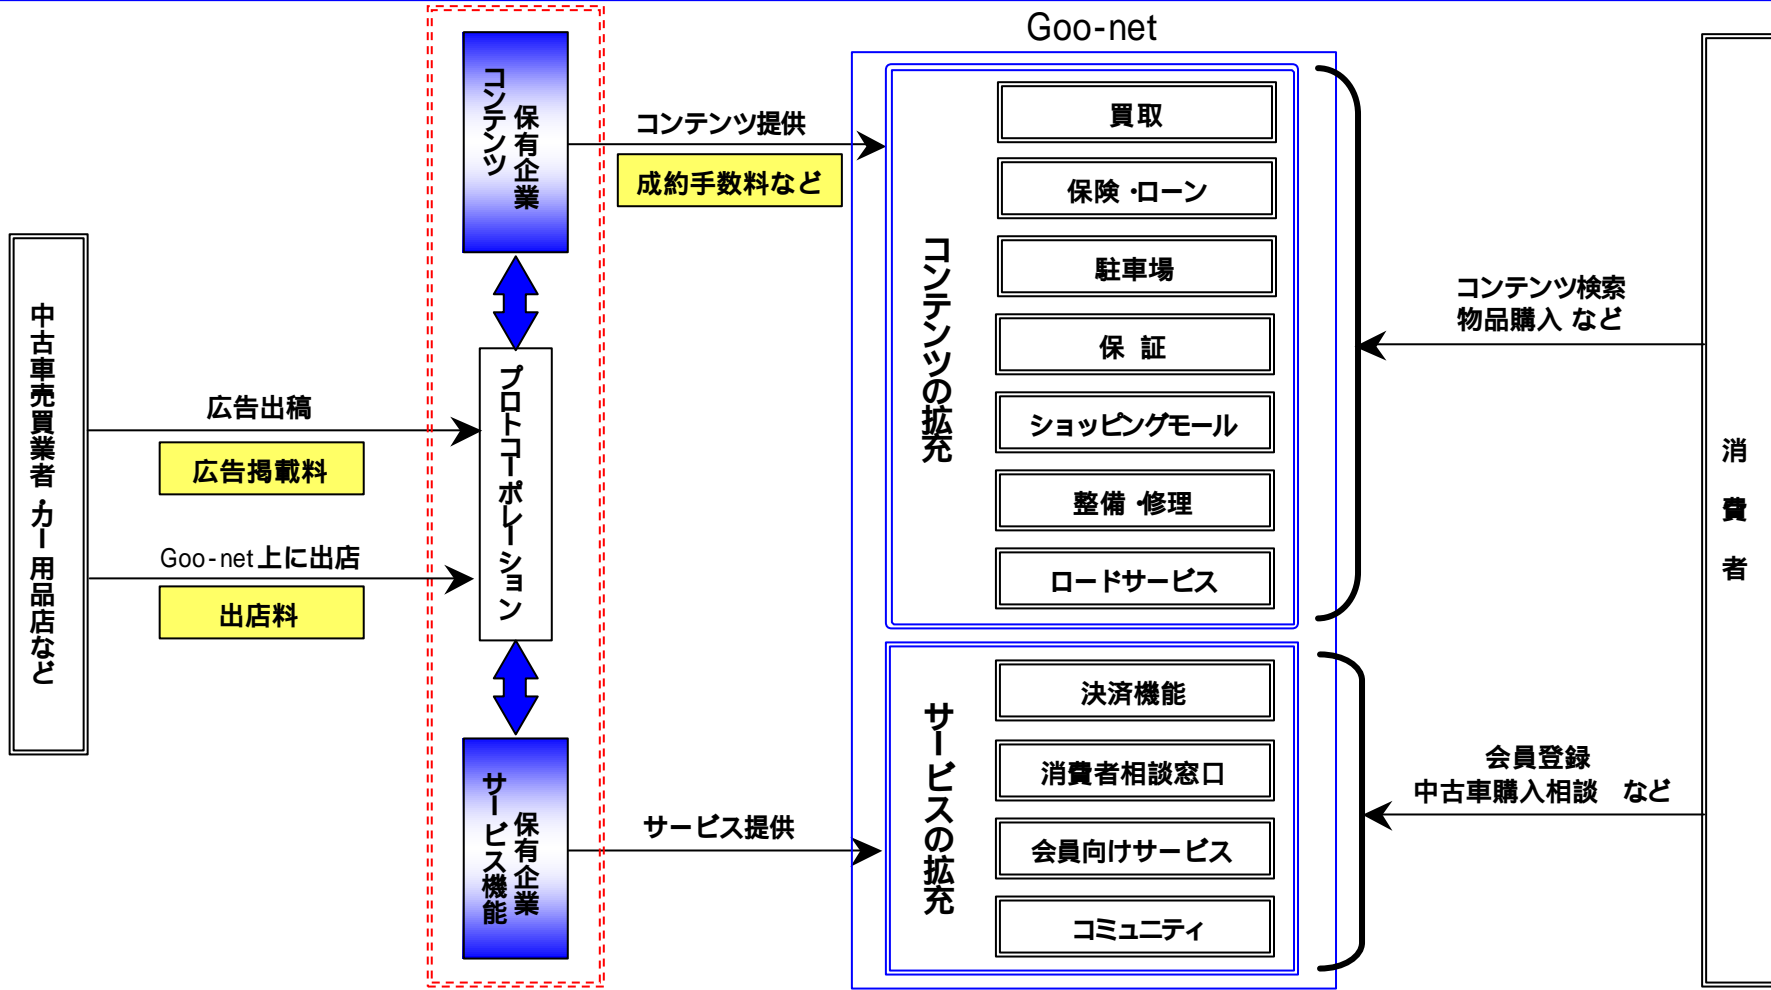 Goo-net
コンテンツ
保有企業
コンテンツ提供
成約手数料など
買取
保険・ローン
駐車場
保 証
ショッピングモール
整備・修理
ロードサービス
コンテンツの拡充
コンテンツ検索
物品購入 など
中古車売買業者・カー用品店など
広告出稿
広告掲載料
Goo-net上に出店
出店料
プロトコーポレーション
消 費 者
サービス機能
保有企業
サービス提供
サービスの拡充
決済機能
消費者相談窓口
会員向けサービス
コミュニティ
会員登録
中古車購入相談 など